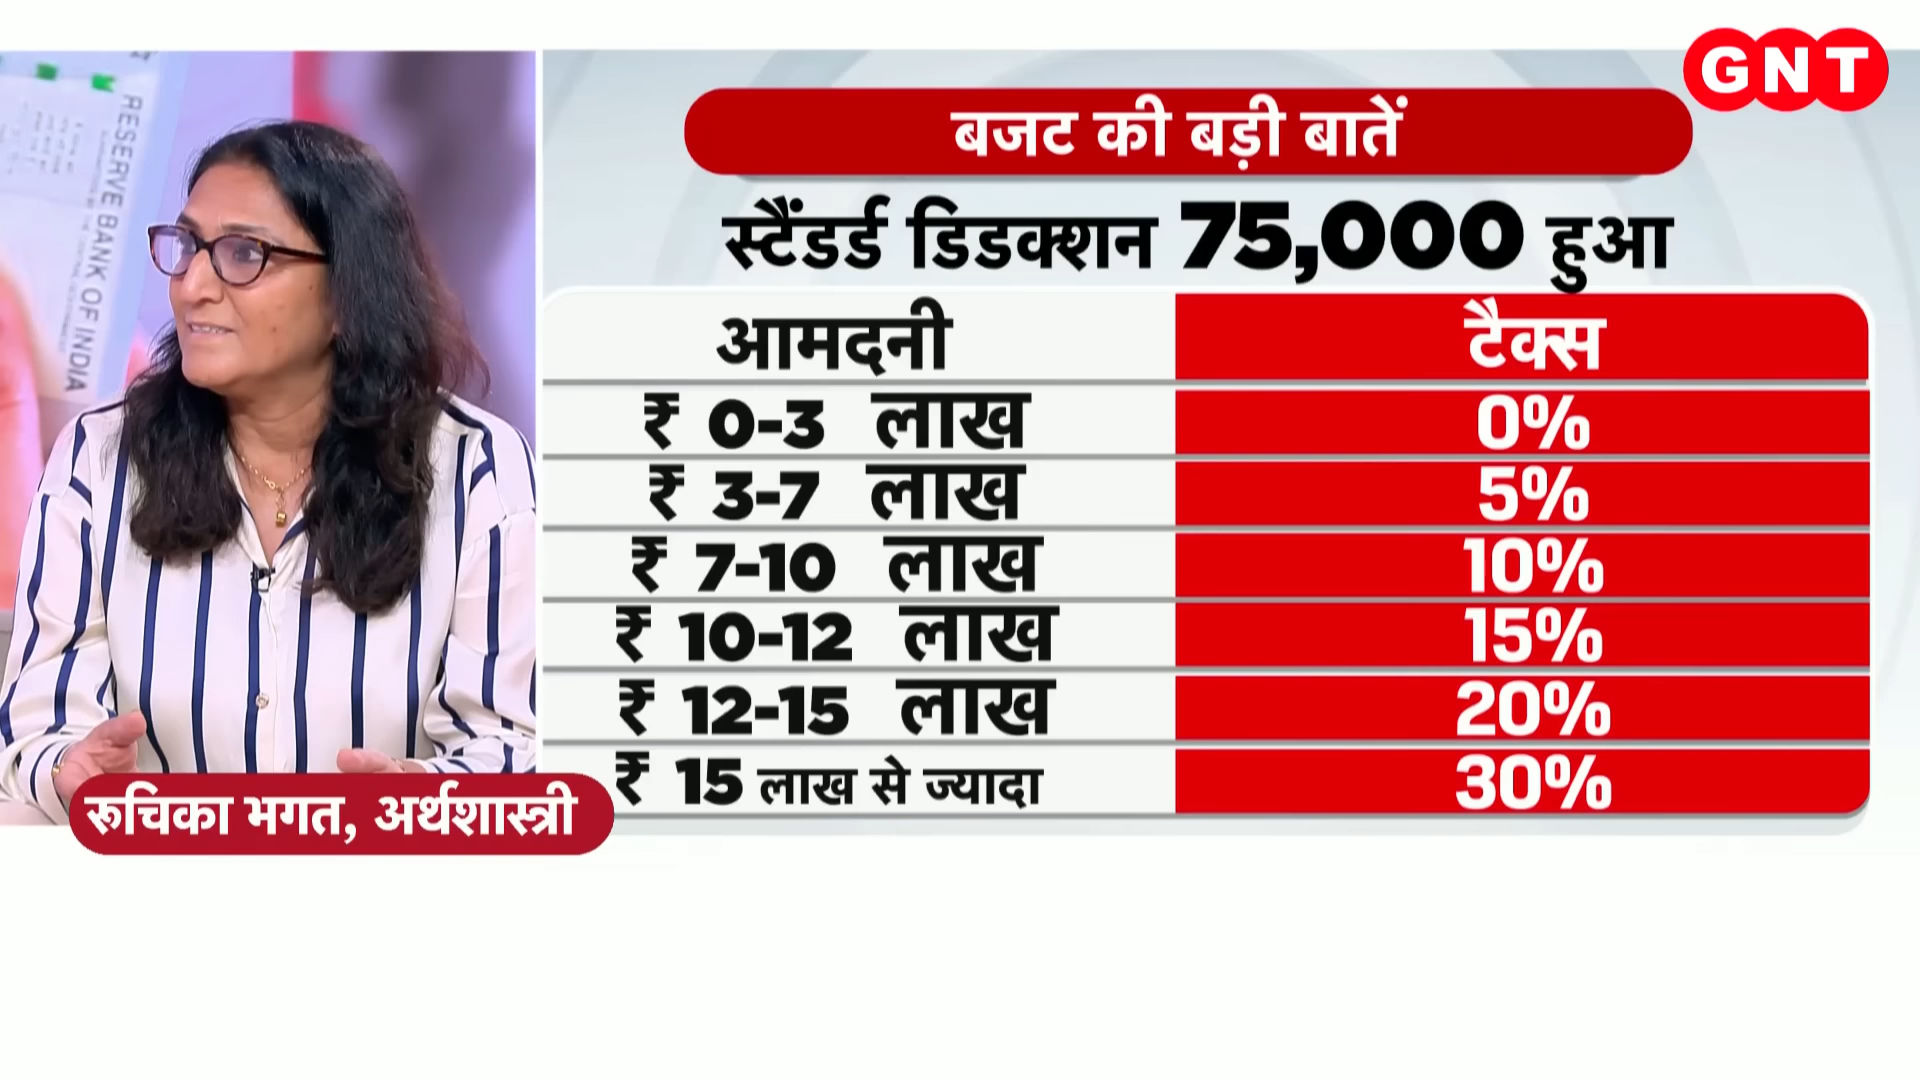 GNT
बजट की बड़ी बातें
स्टैंडर्ड डिडक्शन 75,000 हुआ
आमदनी टैक्स
₹ 0-3 लाख 0%
₹ 3-7 लाख 5%
₹ 7-10 लाख 10%
₹ 10-12 लाख 15%
₹ 12-15 लाख 20%
₹ 15 लाख से ज्यादा 30%
RESERVE BANK OF INDIA
रूचिका भगत, अर्थशास्त्री